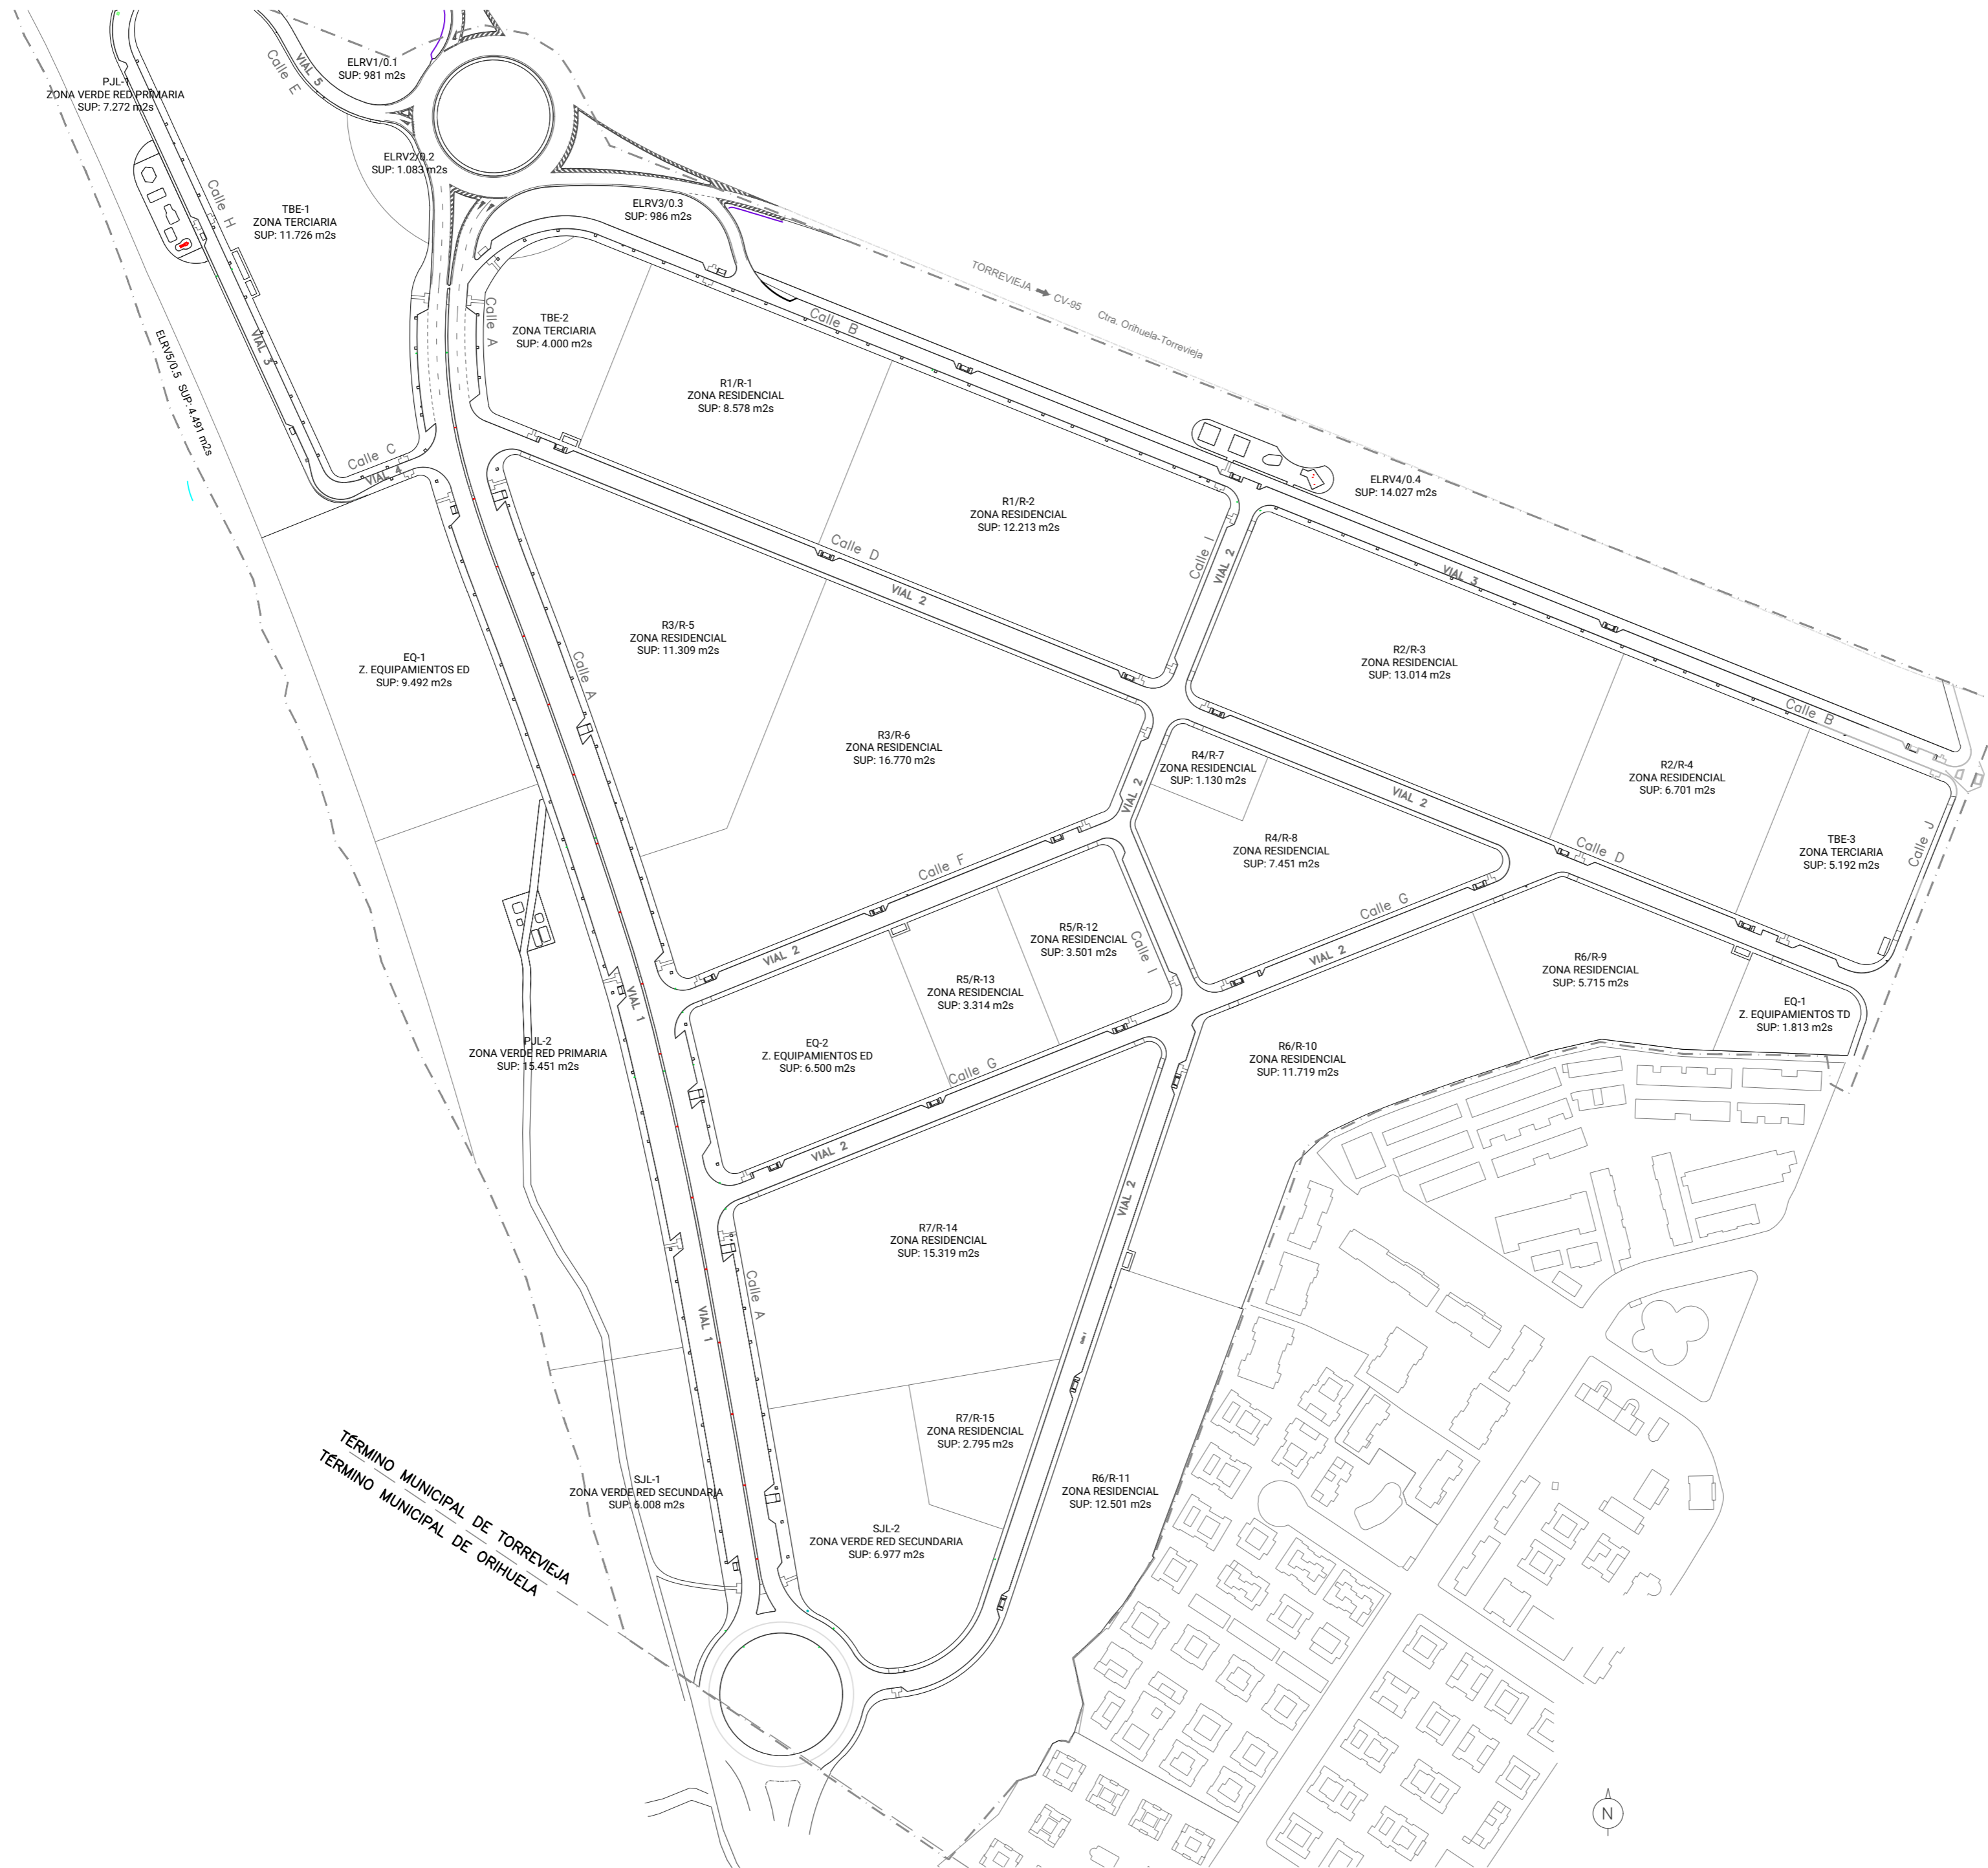 ELRV1/0.1
SUP: 981 m2s
VIAL 5
Calle E
PJL-1
ZONA VERDE RED PRIMARIA
SUP: 7.272 m2s
ELRV2/0.2
SUP: 1.083 m2s
Calle H
TBE-1
ZONA TERCIARIA
SUP: 11.726 m2s
ELRV3/0.3
SUP: 986 m2s
TORREVIEJA
CV-95
Ctra. Orihuela-Torrevieja
Calle A
TBE-2
ZONA TERCIARIA
SUP: 4.000 m2s
Calle B
VIAL 3
ELRV5/0.5 SUP: 4.491 m2s
R1/R-1
ZONA RESIDENCIAL
SUP: 8.578 m2s
Calle C
VIAL 4
ELRV4/0.4
SUP: 14.027 m2s
R1/R-2
ZONA RESIDENCIAL
SUP: 12.213 m2s
Calle D
VIAL 2
Calle I
VIAL 2
VIAL 3
R3/R-5
ZONA RESIDENCIAL
SUP: 11.309 m2s
EQ-1
Z. EQUIPAMIENTOS ED
SUP: 9.492 m2s
Calle A
R2/R-3
ZONA RESIDENCIAL
SUP: 13.014 m2s
Calle B
R3/R-6
ZONA RESIDENCIAL
SUP: 16.770 m2s
R4/R-7
ZONA RESIDENCIAL
SUP: 1.130 m2s
VIAL 2
VIAL 2
R2/R-4
ZONA RESIDENCIAL
SUP: 6.701 m2s
R4/R-8
ZONA RESIDENCIAL
SUP: 7.451 m2s
Calle D
TBE-3
ZONA TERCIARIA
SUP: 5.192 m2s
Calle J
Calle F
VIAL 2
Calle G
VIAL 2
R5/R-12
ZONA RESIDENCIAL
SUP: 3.501 m2s
Calle I
R5/R-13
ZONA RESIDENCIAL
SUP: 3.314 m2s
R6/R-9
ZONA RESIDENCIAL
SUP: 5.715 m2s
EQ-1
Z. EQUIPAMIENTOS TD
SUP: 1.813 m2s
VIAL 1
PJL-2
ZONA VERDE RED PRIMARIA
SUP: 15.451 m2s
EQ-2
Z. EQUIPAMIENTOS ED
SUP: 6.500 m2s
R6/R-10
ZONA RESIDENCIAL
SUP: 11.719 m2s
Calle G
VIAL 2
VIAL 2
R7/R-14
ZONA RESIDENCIAL
SUP: 15.319 m2s
Calle A
VIAL 1
R7/R-15
ZONA RESIDENCIAL
SUP: 2.795 m2s
SJL-1
ZONA VERDE RED SECUNDARIA
SUP: 6.008 m2s
R6/R-11
ZONA RESIDENCIAL
SUP: 12.501 m2s
SJL-2
ZONA VERDE RED SECUNDARIA
SUP: 6.977 m2s
TÉRMINO MUNICIPAL DE TORREVIEJA
TÉRMINO MUNICIPAL DE ORIHUELA
N